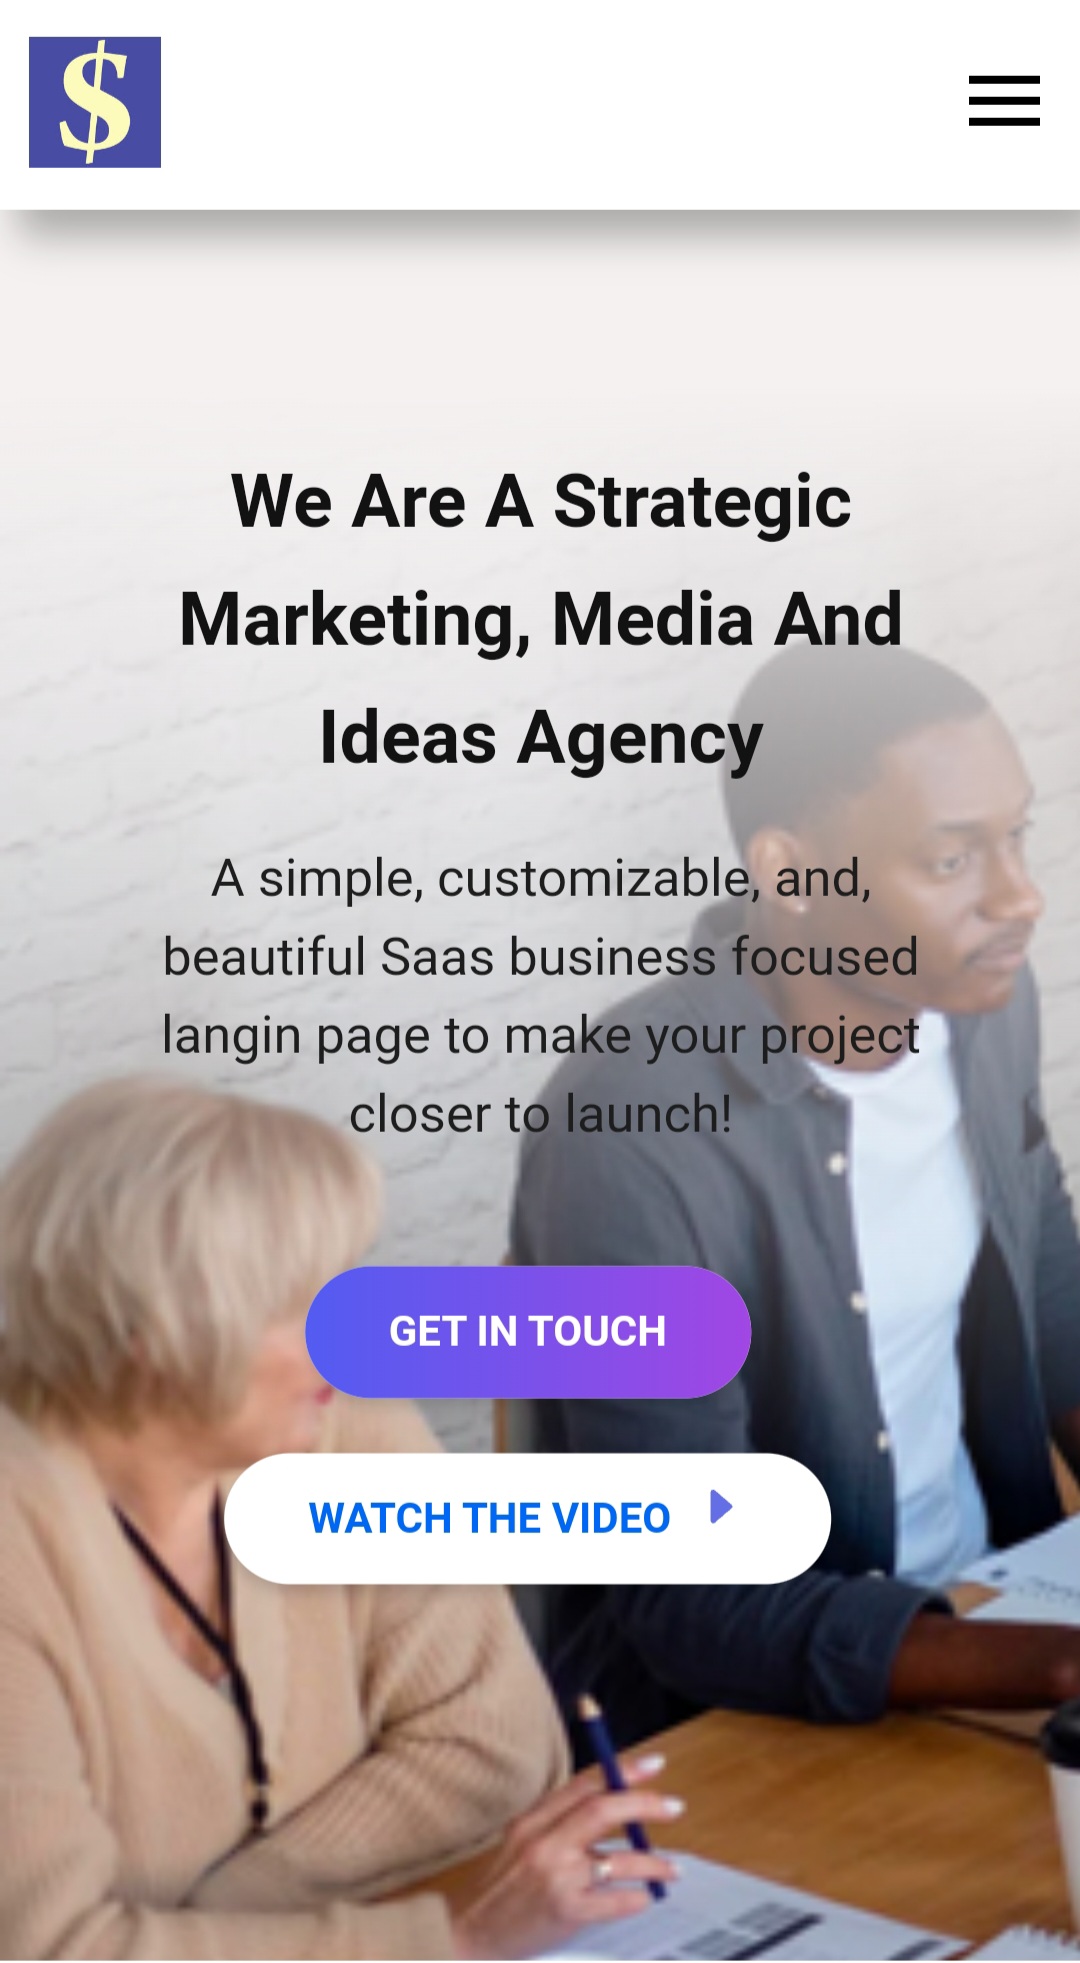 $
We Are A Strategic
Marketing, Media And
Ideas Agency
A simple, customizable, and,
beautiful Saas business focused
langin page to make your project
closer to launch!
GET IN TOUCH
WATCH THE VIDEO